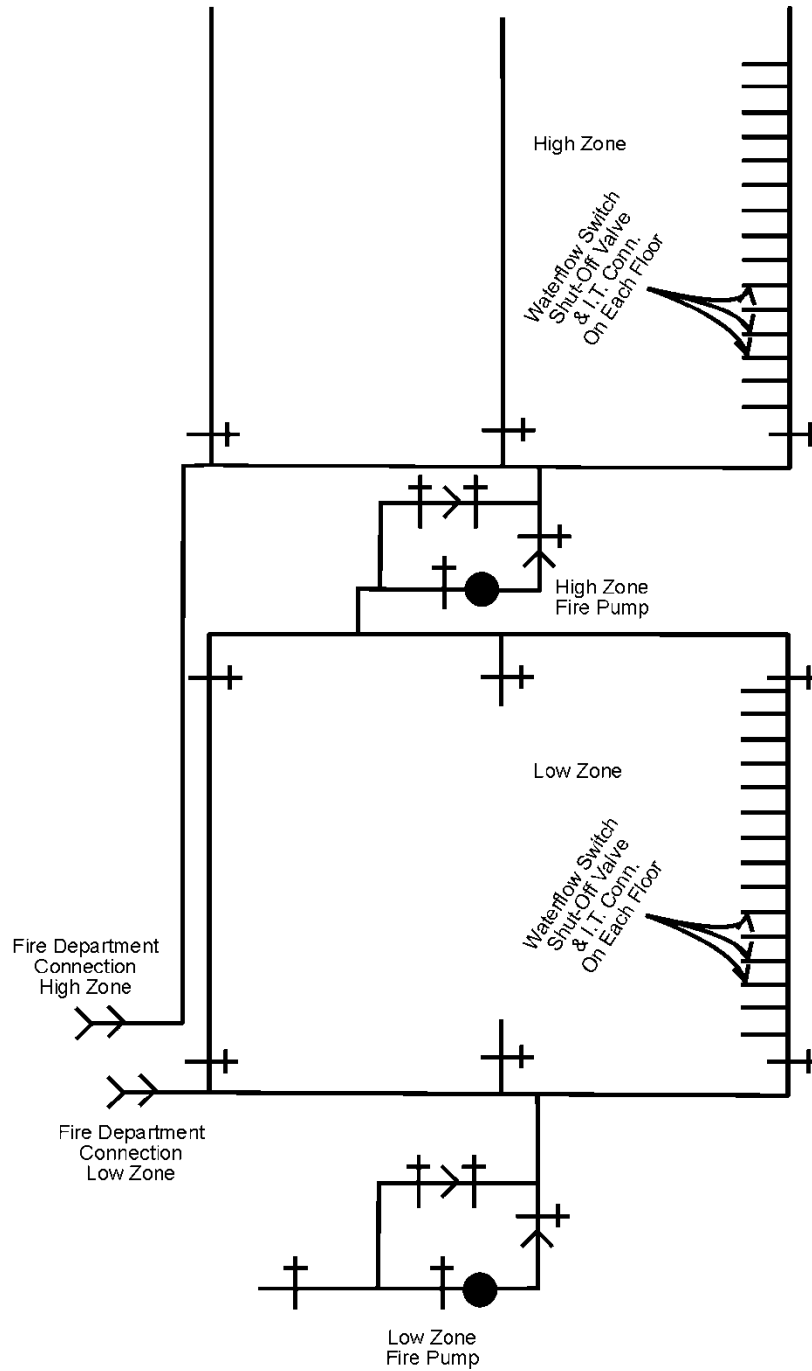 High Zone
Waterflow Switch
Shut-Off Valve
& I.T. Conn.
On Each Floor
High Zone
Fire Pump
Low Zone
Waterflow Switch
Shut-Off Valve
& I.T. Conn.
On Each Floor
Fire Department
Connection
High Zone
Fire Department
Connection
Low Zone
Low Zone
Fire Pump